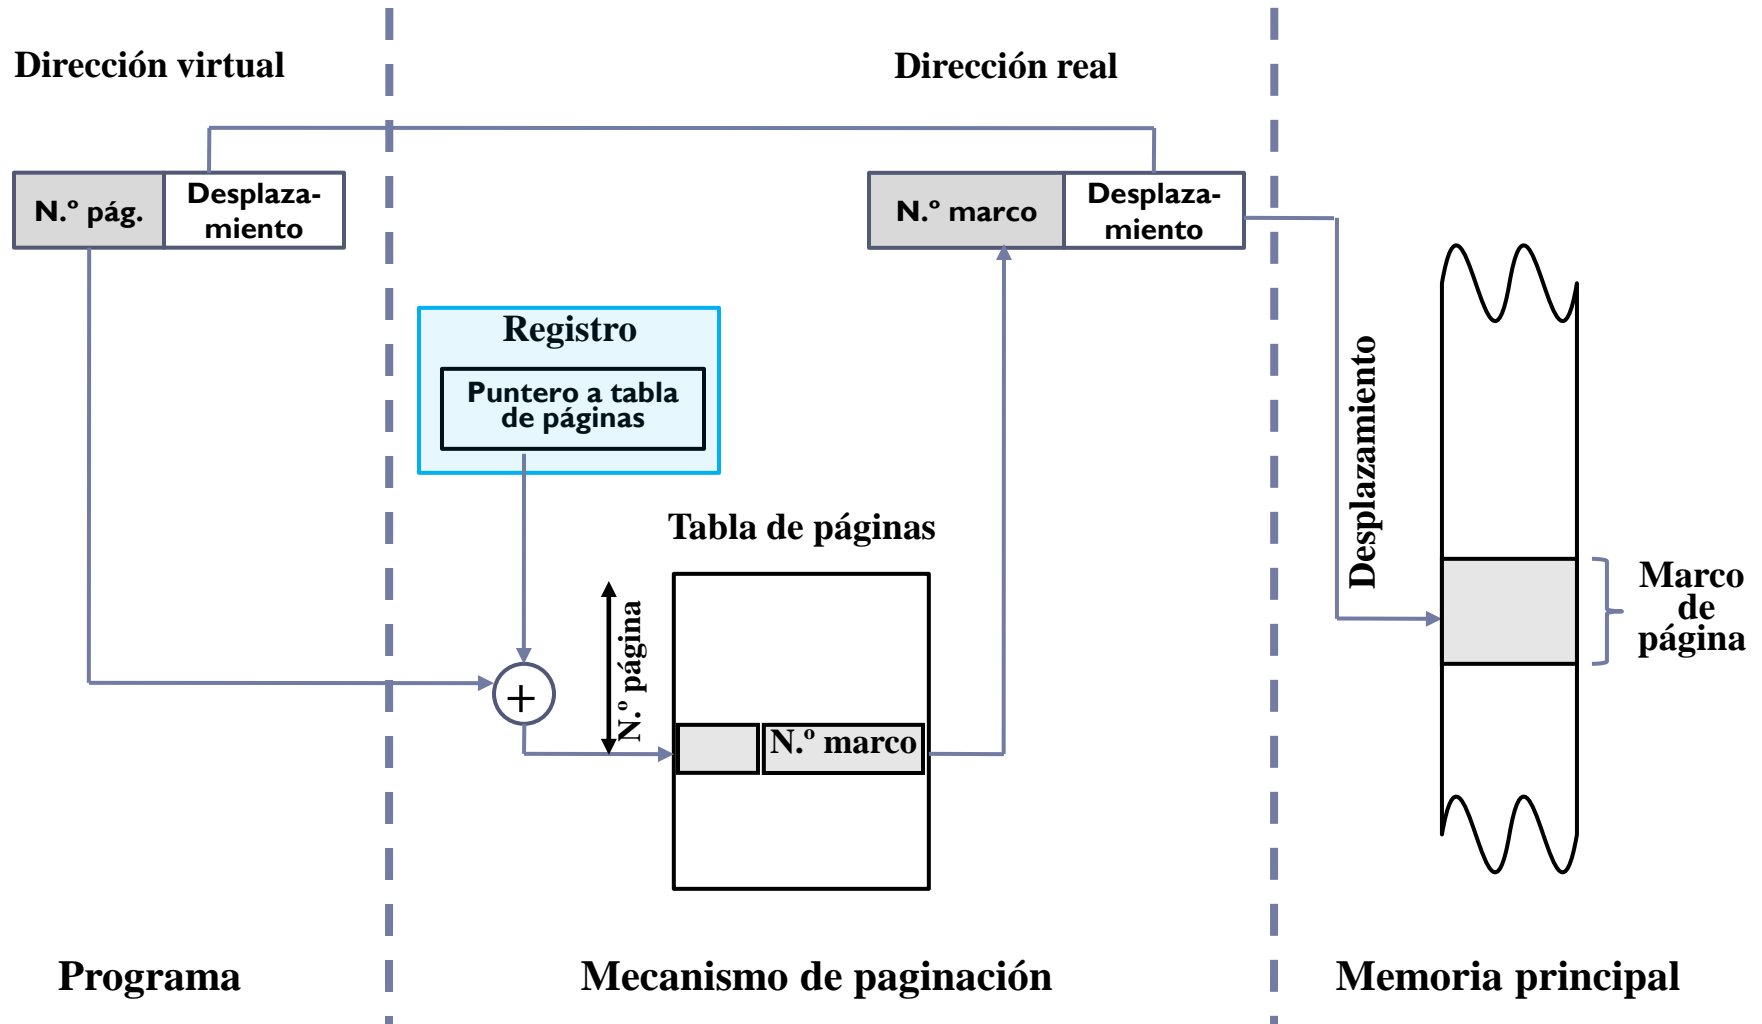 Dirección virtual
Dirección real
N.º pág.
Desplaza-
miento
N.º marco
Desplaza-
miento
Registro
Puntero a tabla
de páginas
Desplazamiento
Tabla de páginas
N.º página
+
N.º marco
Marco
de
página
Programa
Mecanismo de paginación
Memoria principal